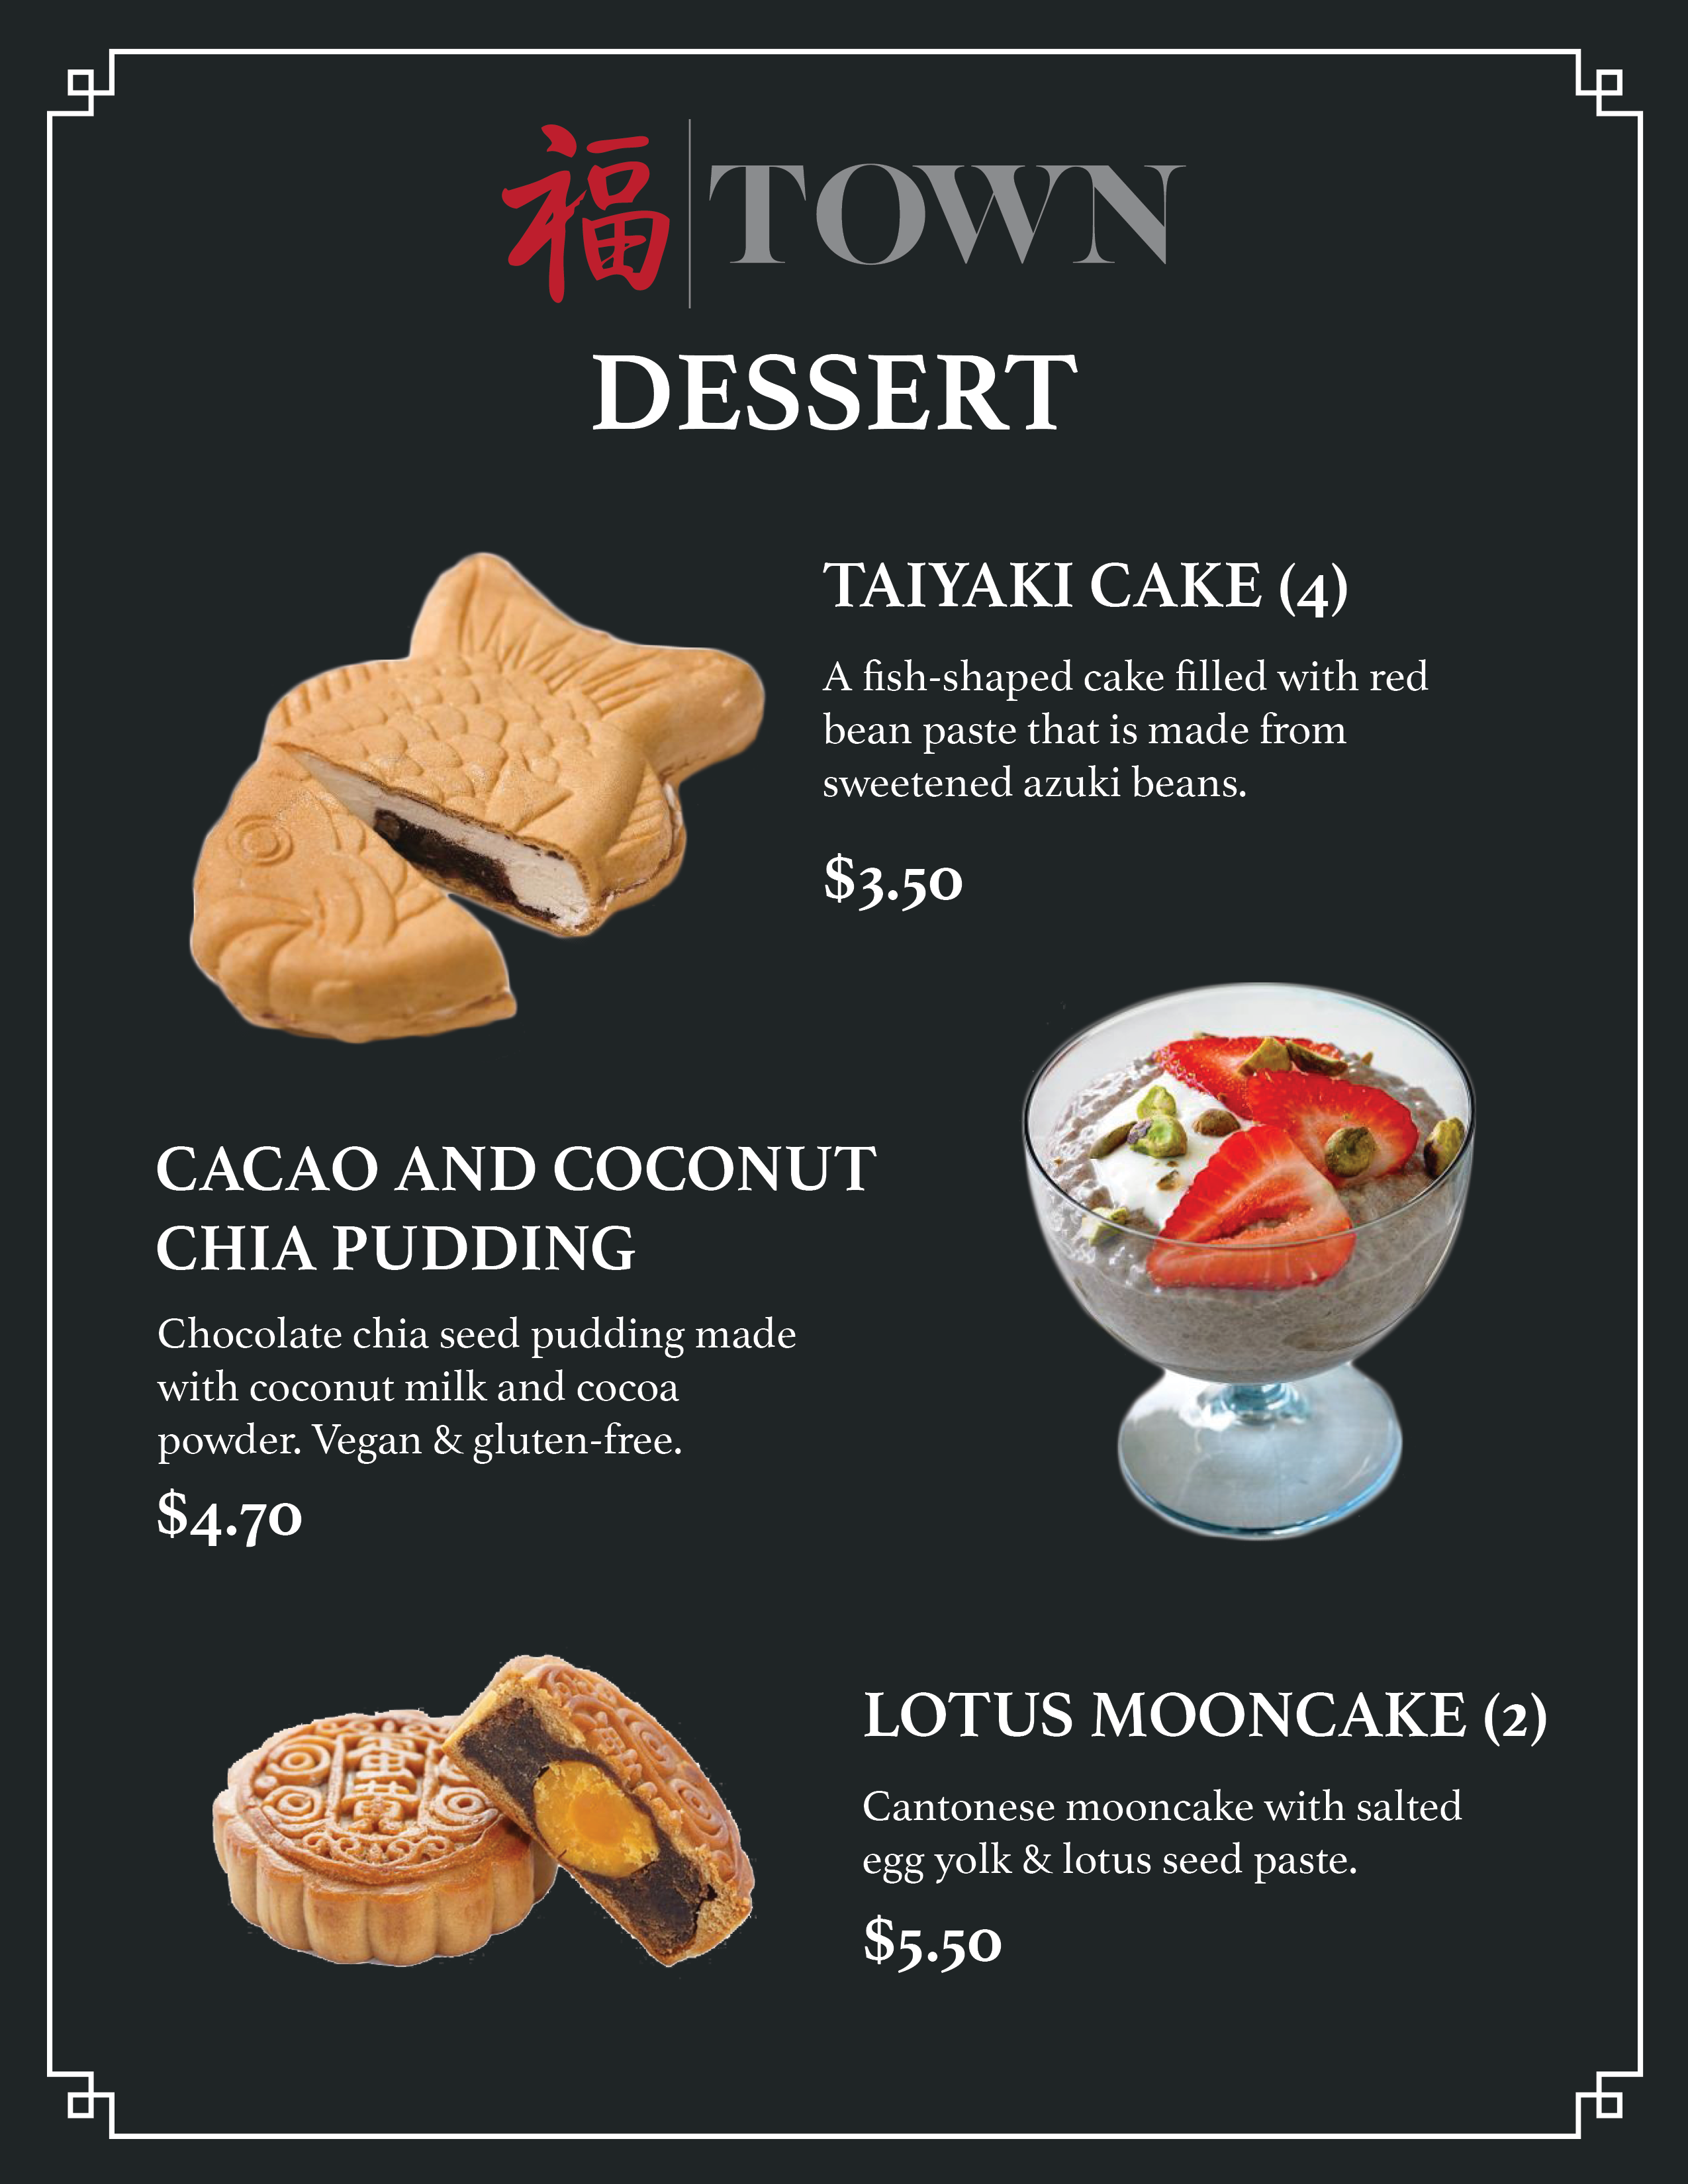 福 TOWN
DESSERT
TAIYAKI CAKE (4)
A fish-shaped cake filled with red
bean paste that is made from
sweetened azuki beans.
$3.50
CACAO AND COCONUT
CHIA PUDDING
Chocolate chia seed pudding made
with coconut milk and cocoa
powder. Vegan & gluten-free.
$4.70
蛋黄
LOTUS MOONCAKE (2)
Cantonese mooncake with salted
egg yolk & lotus seed paste.
$5.50